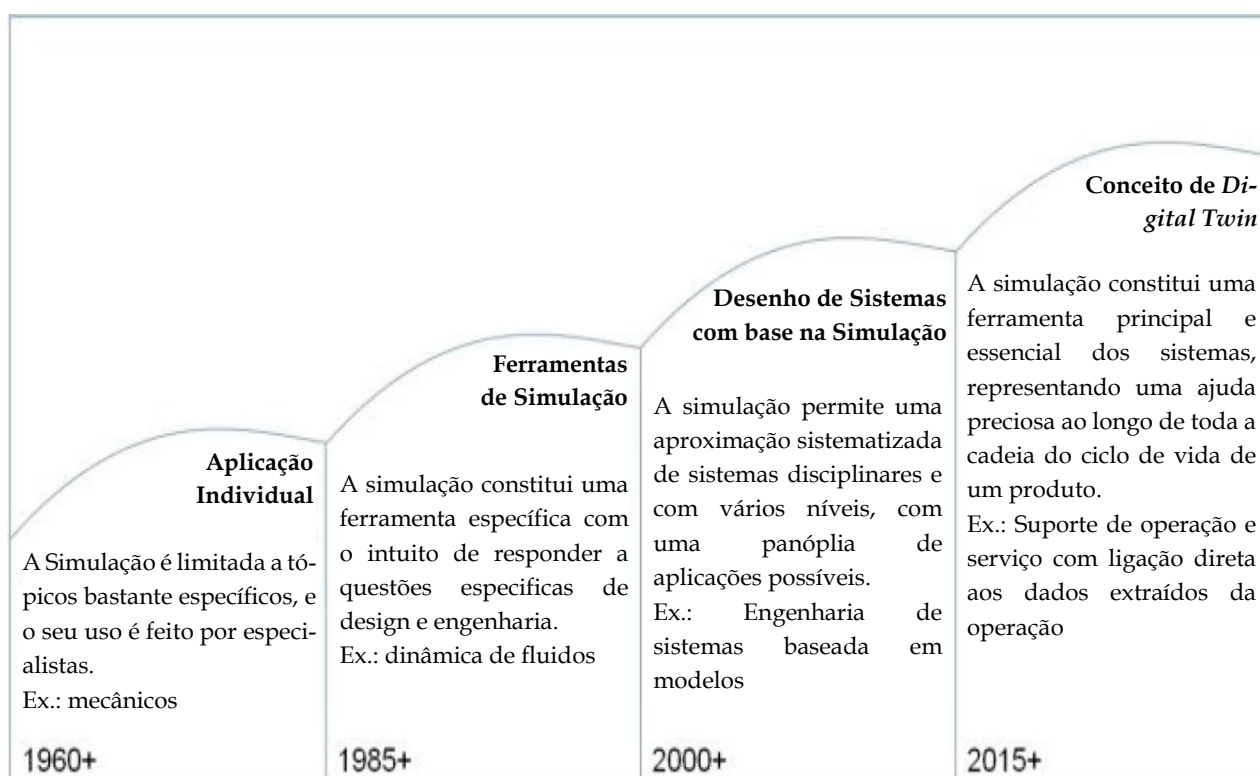 Aplicação
Individual
A Simulação é limitada a tó-
picos bastante específicos, e
o seu uso é feito por especi-
alistas.
Ex.: mecânicos
1960+
Ferramentas
de Simulação
A simulação constitui uma
ferramenta específica com
o intuito de responder a
questões especificas de
design e engenharia.
Ex.: dinâmica de fluidos
1985+
Desenho de Sistemas
com base na Simulação
A simulação permite uma
aproximação sistematizada
de sistemas disciplinares e
com vários níveis, com
uma panóplia de
aplicações possíveis.
Ex.: Engenharia de
sistemas baseada em
modelos
2000+
Conceito de Di-
gital Twin
A simulação constitui uma
ferramenta principal e
essencial dos sistemas,
representando uma ajuda
preciosa ao longo de toda a
cadeia do ciclo de vida de
um produto.
Ex.: Suporte de operação e
serviço com ligação direta
aos dados extraídos da
operação
2015+